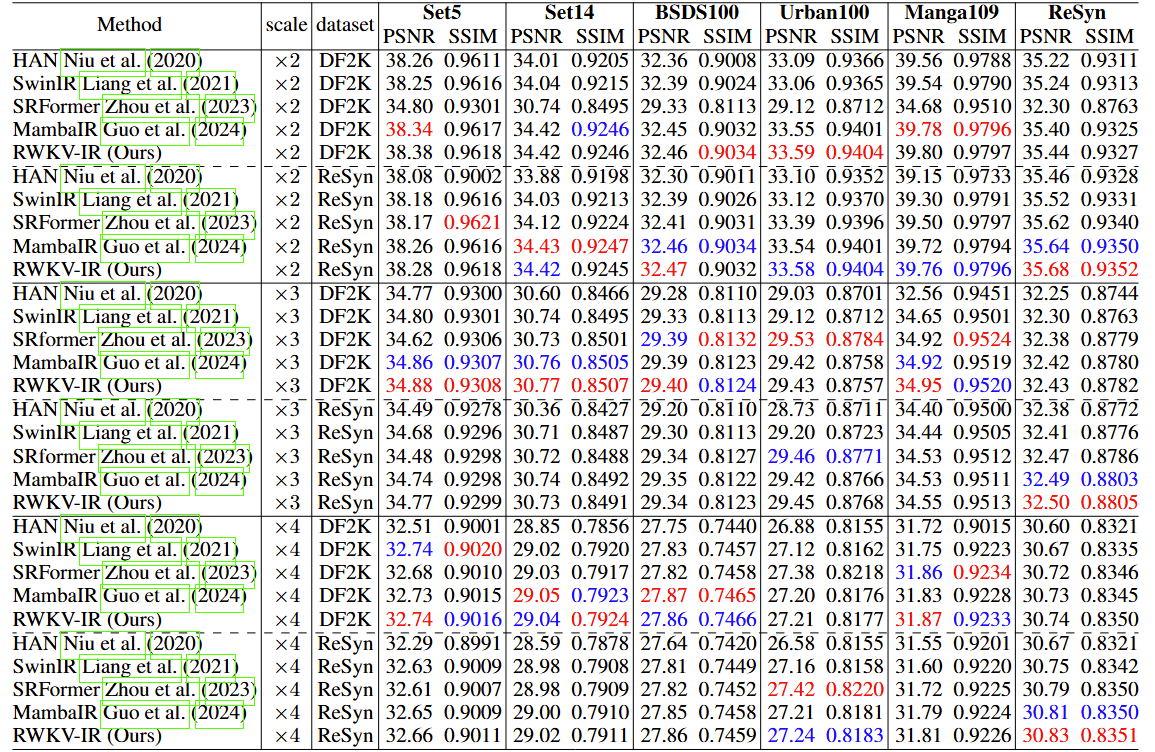 Method scale dataset Set5 Set14 BSDS100 Urban100 Manga109 ReSyn
PSNR SSIM PSNR SSIM PSNR SSIM PSNR SSIM PSNR SSIM PSNR SSIM
HAN Niu et al. (2020) ×2 DF2K 38.26 0.9611 34.01 0.9205 32.36 0.9008 33.09 0.9366 39.56 0.9788 35.22 0.9311
SwinIR Liang et al. (2021) ×2 DF2K 38.25 0.9616 34.04 0.9215 32.39 0.9024 33.06 0.9365 39.54 0.9790 35.24 0.9313
SRFormer Zhou et al. (2023) ×2 DF2K 34.80 0.9301 30.74 0.8495 29.33 0.8113 29.12 0.8712 34.68 0.9510 32.30 0.8763
MambaIR Guo et al. (2024) ×2 DF2K 38.34 0.9617 34.42 0.9246 32.45 0.9032 33.55 0.9401 39.78 0.9796 35.40 0.9325
RWKV-IR (Ours) ×2 DF2K 38.38 0.9618 34.42 0.9246 32.46 0.9034 33.59 0.9404 39.80 0.9797 35.44 0.9327
HAN Niu et al. (2020) ×2 ReSyn 38.08 0.9002 33.88 0.9198 32.30 0.9011 33.10 0.9352 39.15 0.9733 35.46 0.9328
SwinIR Liang et al. (2021) ×2 ReSyn 38.18 0.9616 34.03 0.9213 32.39 0.9026 33.12 0.9370 39.30 0.9791 35.52 0.9331
SRFormer Zhou et al. (2023) ×2 ReSyn 38.17 0.9621 34.12 0.9224 32.41 0.9031 33.39 0.9396 39.50 0.9797 35.62 0.9340
MambaIR Guo et al. (2024) ×2 ReSyn 38.26 0.9616 34.43 0.9247 32.46 0.9034 33.54 0.9401 39.72 0.9794 35.64 0.9350
RWKV-IR (Ours) ×2 ReSyn 38.28 0.9618 34.42 0.9245 32.47 0.9032 33.58 0.9404 39.76 0.9796 35.68 0.9352
HAN Niu et al. (2020) ×3 DF2K 34.77 0.9300 30.60 0.8466 29.28 0.8110 29.03 0.8701 32.56 0.9451 32.25 0.8744
SwinIR Liang et al. (2021) ×3 DF2K 34.80 0.9301 30.74 0.8495 29.33 0.8113 29.12 0.8712 34.65 0.9501 32.30 0.8763
SRformer Zhou et al. (2023) ×3 DF2K 34.62 0.9306 30.73 0.8501 29.39 0.8132 29.53 0.8784 34.92 0.9524 32.38 0.8779
MambaIR Guo et al. (2024) ×3 DF2K 34.86 0.9307 30.76 0.8505 29.39 0.8123 29.42 0.8758 34.92 0.9519 32.42 0.8780
RWKV-IR (Ours) ×3 DF2K 34.88 0.9308 30.77 0.8507 29.40 0.8124 29.43 0.8757 34.95 0.9520 32.43 0.8782
HAN Niu et al. (2020) ×3 ReSyn 34.49 0.9278 30.36 0.8427 29.20 0.8110 28.73 0.8711 34.40 0.9500 32.38 0.8772
SwinIR Liang et al. (2021) ×3 ReSyn 34.68 0.9296 30.71 0.8487 29.30 0.8113 29.20 0.8723 34.44 0.9505 32.41 0.8776
SRformer Zhou et al. (2023) ×3 ReSyn 34.48 0.9298 30.72 0.8488 29.34 0.8127 29.46 0.8771 34.53 0.9512 32.47 0.8786
MambaIR Guo et al. (2024) ×3 ReSyn 34.74 0.9298 30.74 0.8492 29.35 0.8122 29.42 0.8766 34.53 0.9511 32.49 0.8803
RWKV-IR (Ours) ×3 ReSyn 34.77 0.9299 30.73 0.8491 29.34 0.8123 29.45 0.8768 34.55 0.9513 32.50 0.8805
HAN Niu et al. (2020) ×4 DF2K 32.51 0.9001 28.85 0.7856 27.75 0.7440 26.88 0.8155 31.72 0.9015 30.60 0.8321
SwinIR Liang et al. (2021) ×4 DF2K 32.74 0.9020 29.02 0.7920 27.83 0.7457 27.12 0.8162 31.75 0.9223 30.67 0.8335
SRFormer Zhou et al. (2023) ×4 DF2K 32.68 0.9010 29.03 0.7917 27.82 0.7458 27.38 0.8218 31.86 0.9234 30.72 0.8346
MambaIR Guo et al. (2024) ×4 DF2K 32.73 0.9015 29.05 0.7923 27.87 0.7465 27.20 0.8176 31.83 0.9228 30.73 0.8345
RWKV-IR (Ours) ×4 DF2K 32.74 0.9016 29.04 0.7924 27.86 0.7466 27.21 0.8177 31.87 0.9233 30.74 0.8350
HAN Niu et al. (2020) ×4 ReSyn 32.29 0.8991 28.59 0.7878 27.64 0.7420 26.58 0.8155 31.55 0.9201 30.67 0.8321
SwinIR Liang et al. (2021) ×4 ReSyn 32.63 0.9009 28.98 0.7908 27.81 0.7449 27.16 0.8158 31.60 0.9220 30.75 0.8342
SRFormer Zhou et al. (2023) ×4 ReSyn 32.61 0.9007 28.98 0.7909 27.82 0.7452 27.42 0.8220 31.72 0.9225 30.79 0.8350
MambaIR Guo et al. (2024) ×4 ReSyn 32.65 0.9009 29.00 0.7910 27.85 0.7458 27.21 0.8181 31.79 0.9224 30.81 0.8350
RWKV-IR (Ours) ×4 ReSyn 32.66 0.9011 29.02 0.7911 27.86 0.7459 27.24 0.8183 31.81 0.9226 30.83 0.8351